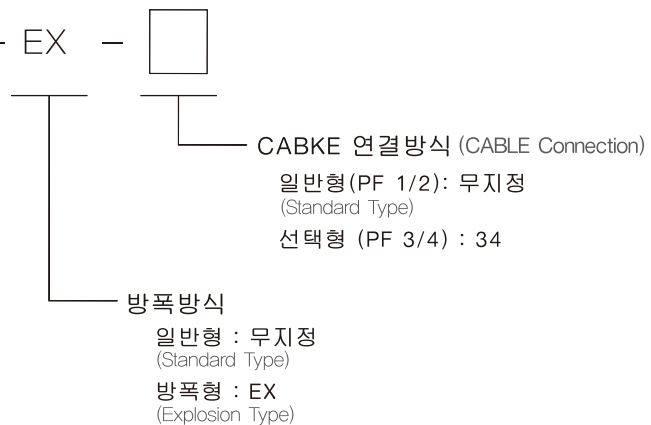 - EX -
CABKE 연결방식 (CABLE Connection)
일반형(PF 1/2): 무지정
(Standard Type)
선택형 (PF 3/4) : 34
방폭방식
일반형 : 무지정
(Standard Type)
방폭형 : EX
(Explosion Type)